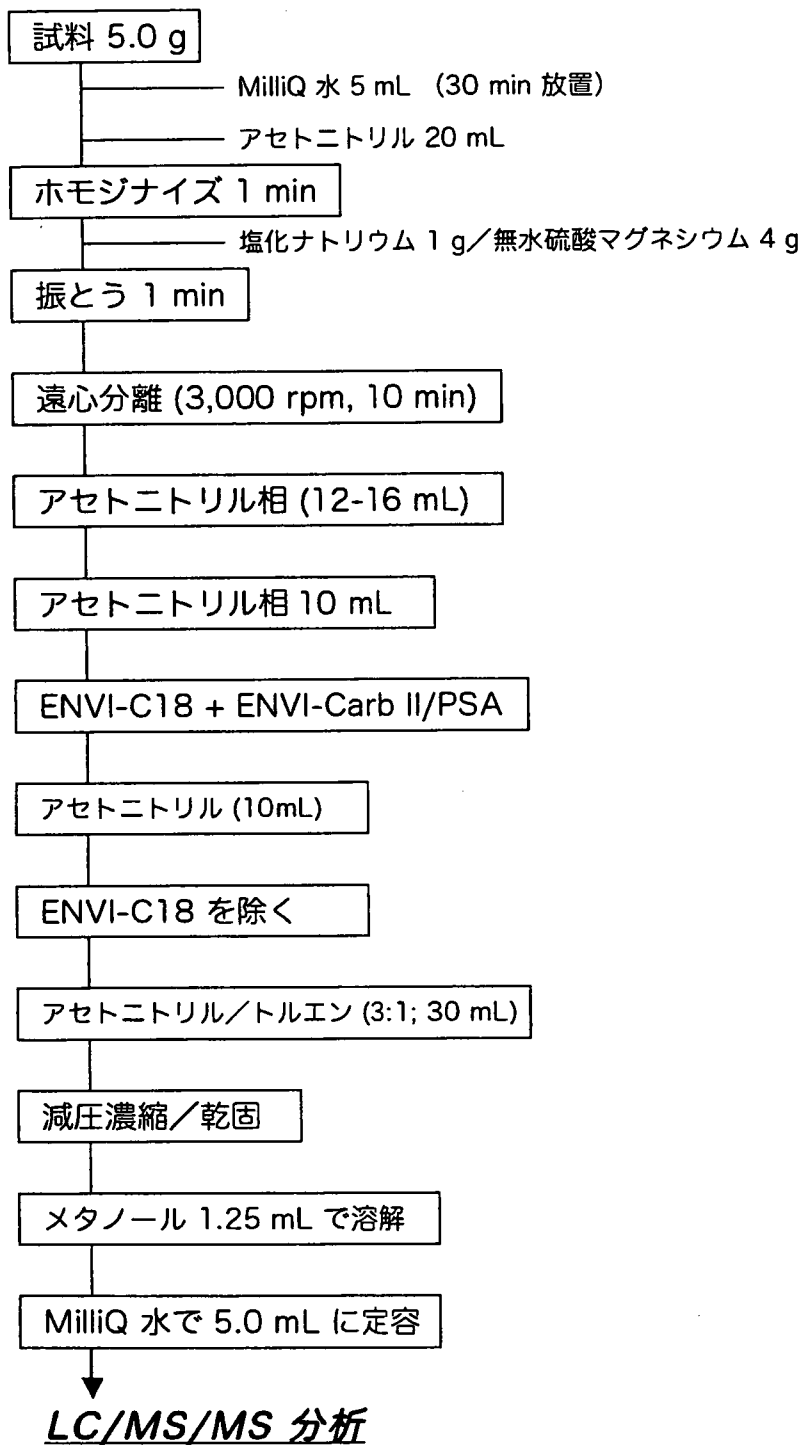 試料 5.0 g
MilliQ 水 5 mL （30 min 放置）
アセトニトリル 20 mL
ホモジナイズ 1 min
塩化ナトリウム 1 g／無水硫酸マグネシウム 4 g
振とう 1 min
遠心分離 (3,000 rpm, 10 min)
アセトニトリル相 (12-16 mL)
アセトニトリル相 10 mL
ENVI-C18 + ENVI-Carb II/PSA
アセトニトリル (10mL)
ENVI-C18 を除く
アセトニトリル／トルエン (3:1; 30 mL)
減圧濃縮／乾固
メタノール 1.25 mL で溶解
MilliQ 水で 5.0 mL に定容
LC/MS/MS 分析